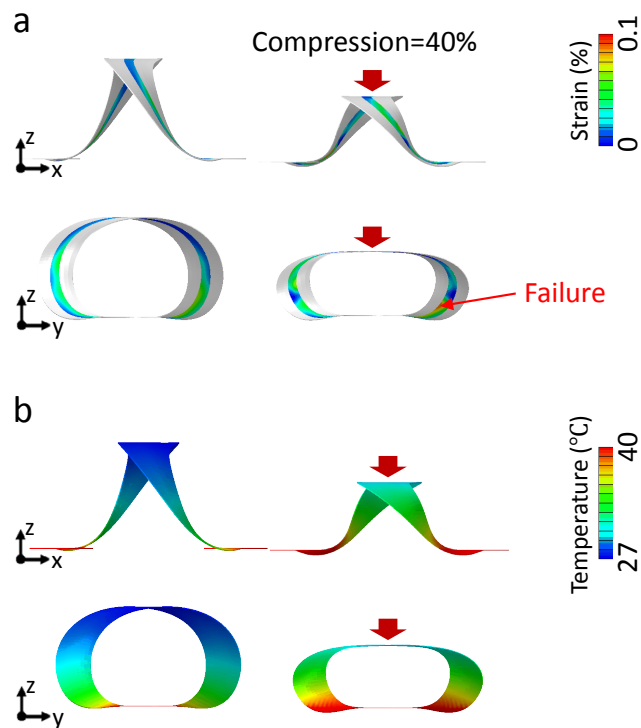 a
Compression=40%
Strain (%)
0.1
0
z
x
z
y
Failure
b
Temperature (°C)
40
27
z
x
z
y